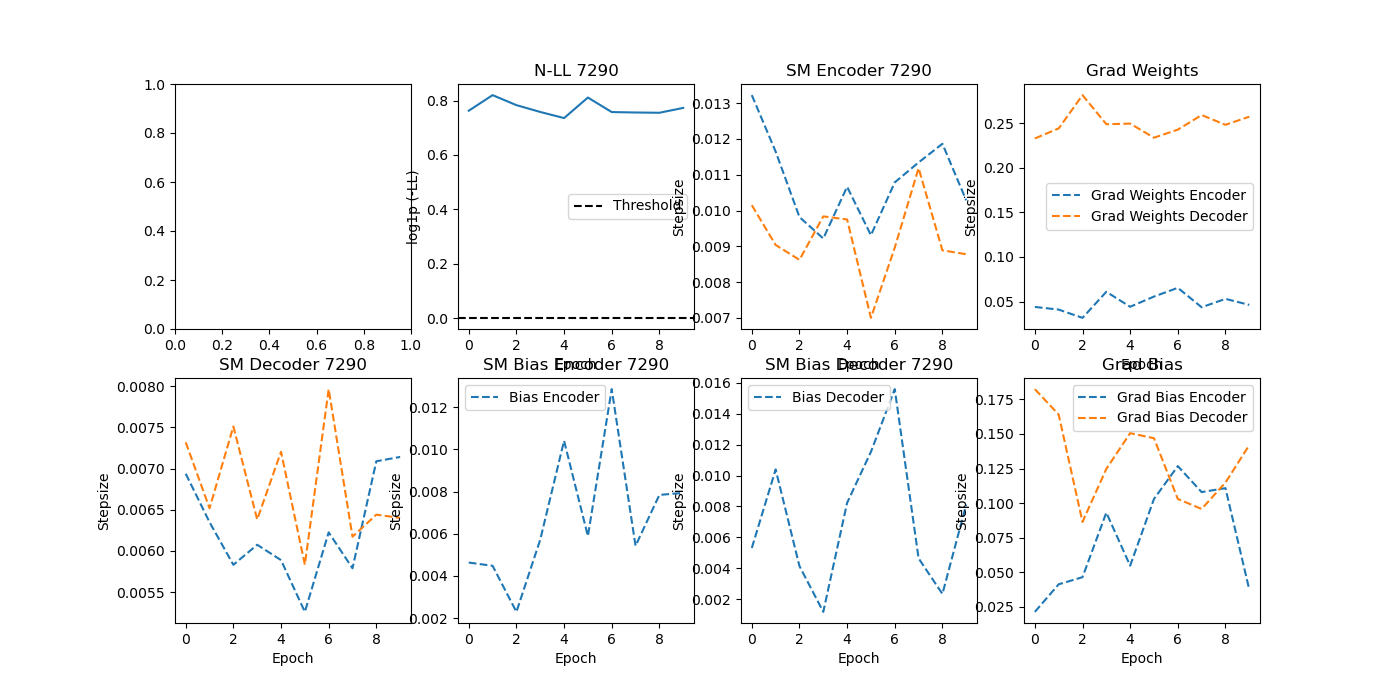 N-LL 7290
SM Encoder 7290
Grad Weights
1.0
0.8
0.6
0.4
0.2
0.0
0.0 0.2 0.4 0.6 0.8 1.0
log1p (-LL)
0.8
0.6
0.4
0.2
0.0
Threshold
0 2 4 6 8
Epoch
Stepsize
0.013
0.012
0.011
0.010
0.009
0.008
0.007
0 2 4 6 8
Epoch
Stepsize
0.25
0.20
0.15
0.10
0.05
Grad Weights Encoder
Grad Weights Decoder
0 2 4 6 8
Epoch
SM Decoder 7290
SM Bias Encoder 7290
SM Bias Decoder 7290
Grad Bias
Stepsize
0.0080
0.0075
0.0070
0.0065
0.0060
0.0055
0 2 4 6 8
Epoch
Stepsize
0.012
0.010
0.008
0.006
0.004
0.002
Bias Encoder
0 2 4 6 8
Epoch
Stepsize
0.016
0.014
0.012
0.010
0.008
0.006
0.004
0.002
Bias Decoder
0 2 4 6 8
Epoch
Stepsize
0.175
0.150
0.125
0.100
0.075
0.050
0.025
Grad Bias Encoder
Grad Bias Decoder
0 2 4 6 8
Epoch